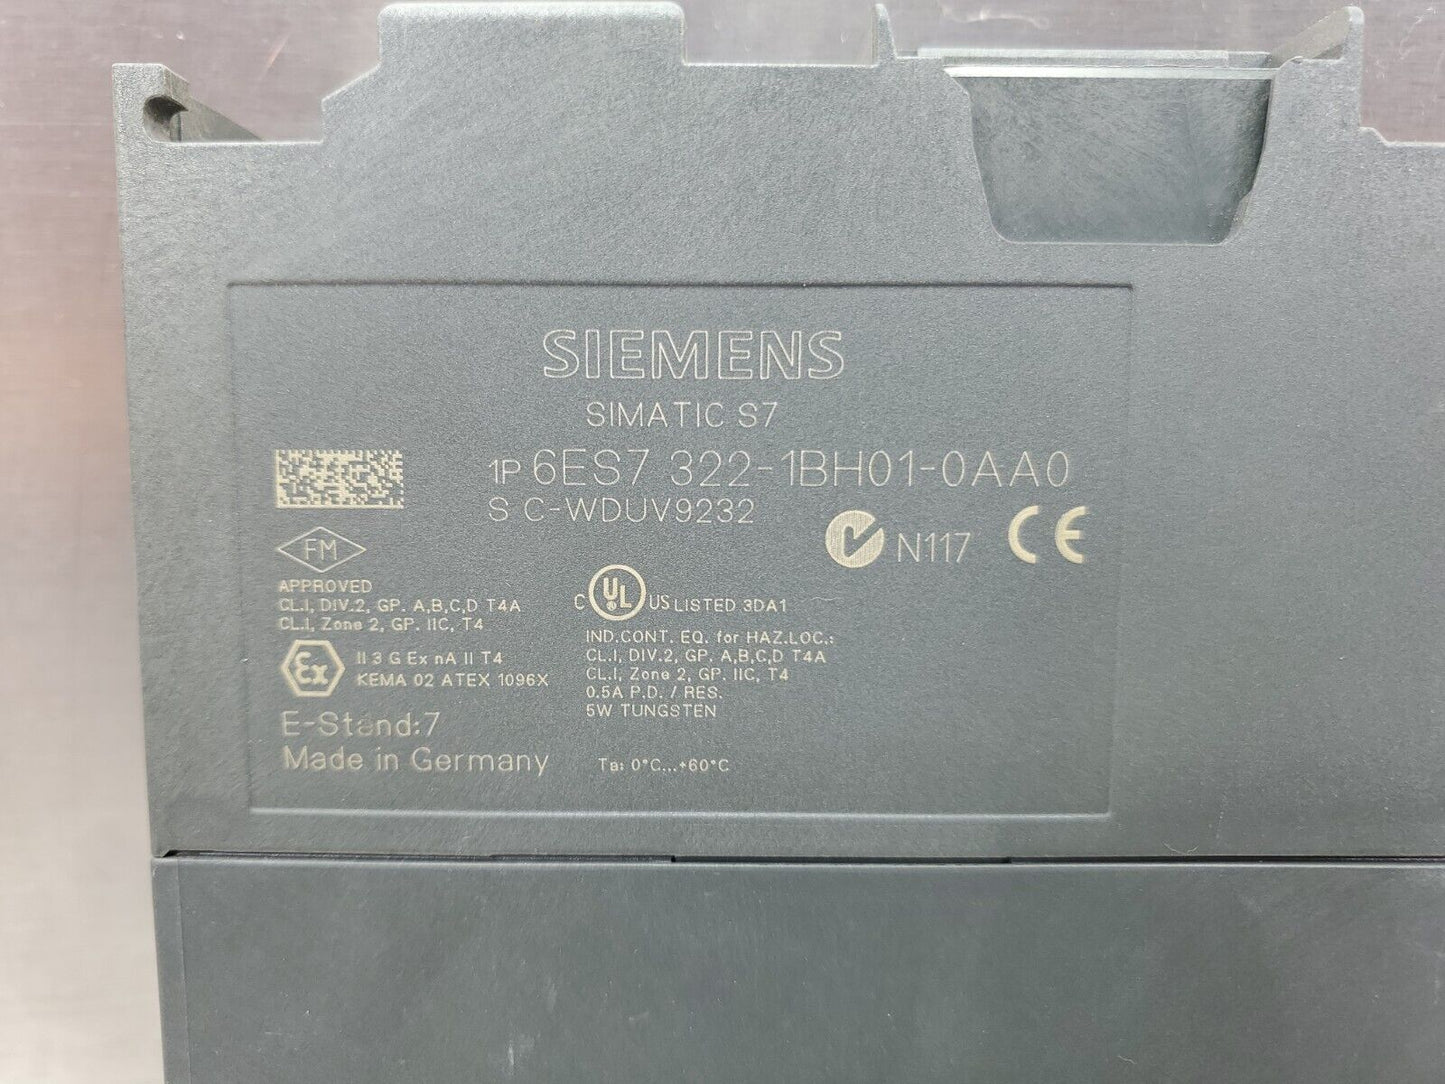 SIEMENS
SIMATIC S7
1P 6ES7 322-1BH01-0AA0
S C-WDUV9232
N117 CE
FM
APPROVED
CL.I, DIV.2, GP. A,B,C,D T4A
CL.I, Zone 2, GP. IIC, T4
Ex II 3 G Ex nA II T4
KEMA 02 ATEX 1096X
E-Stand:7
Made in Germany
C UL US LISTED 3DA1
IND.CONT. EQ. for HAZ.LOC.:
CL.I, DIV.2, GP. A,B,C,D T4A
CL.I, Zone 2, GP. IIC, T4
0.5A P.D. / RES.
5W TUNGSTEN
Ta: 0°C...+60°C